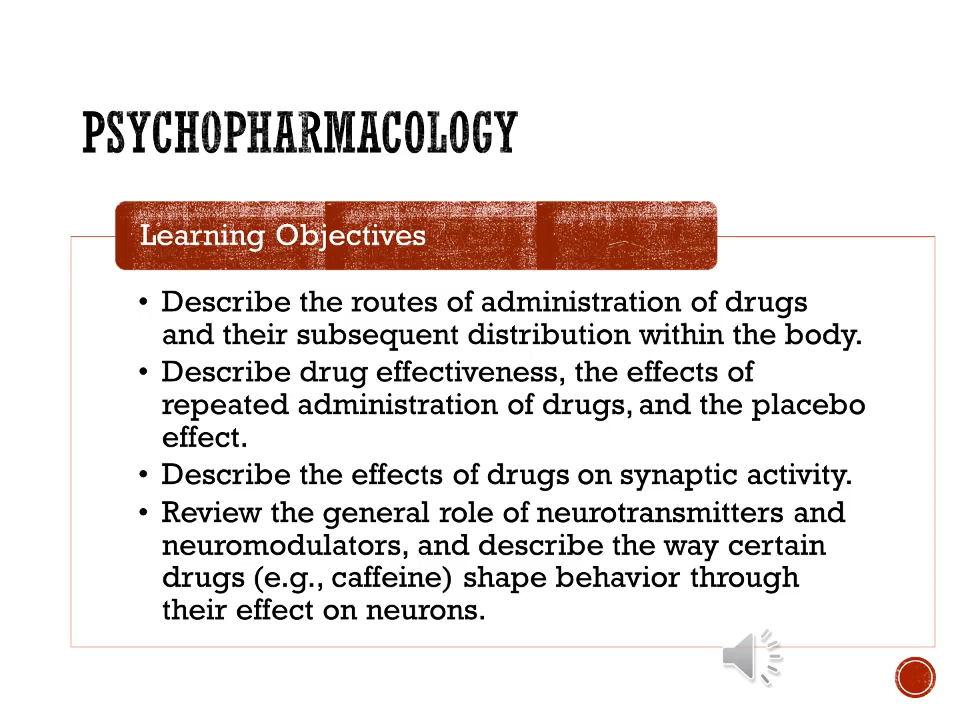 PSYCHOPHARMACOLOGY
Learning Objectives
• Describe the routes of administration of drugs
and their subsequent distribution within the body.
• Describe drug effectiveness, the effects of
repeated administration of drugs, and the placebo
effect.
• Describe the effects of drugs on synaptic activity.
• Review the general role of neurotransmitters and
neuromodulators, and describe the way certain
drugs (e.g., caffeine) shape behavior through
their effect on neurons.